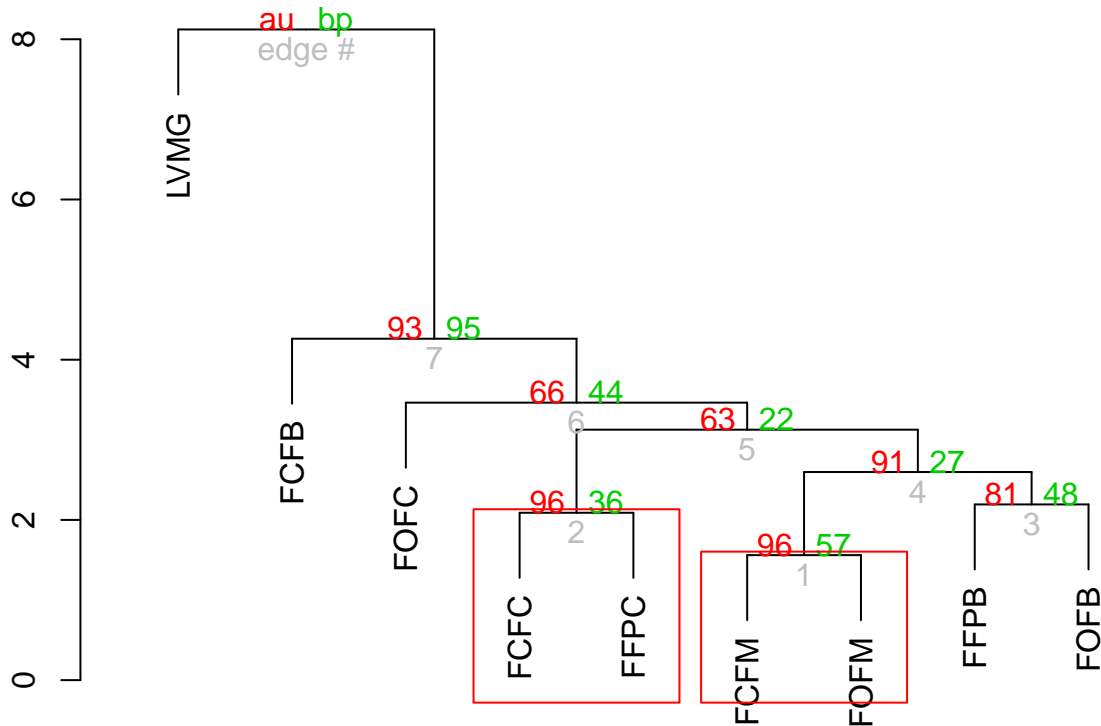 au bp
edge #
8
LVMG
6
93 95
7
4
FCFB
66 44
6
FOFC
63 22
5
91 27
4
81 48
3
2
96 36
2
FCFC
FFPC
96 57
1
FCFM
FOFM
FFPB
FOFB
0